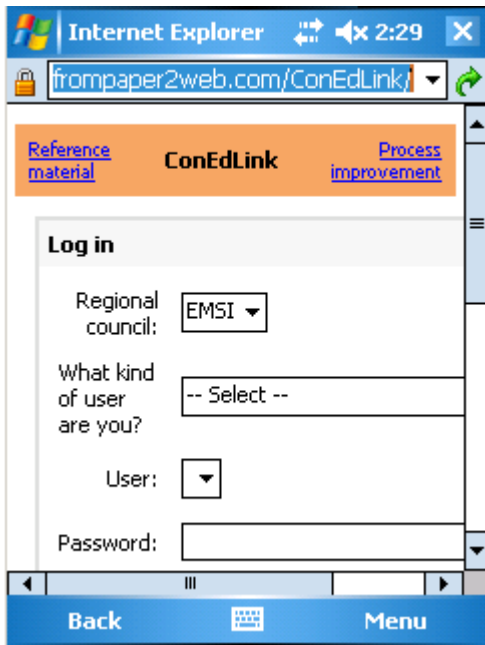 Internet Explorer 2:29
frompaper2web.com/ConEdLink/
Reference
material
ConEdLink
Process
improvement
Log in
Regional
council:
EMSI
What kind
of user
are you?
-- Select --
User:
Password:
Back
Menu